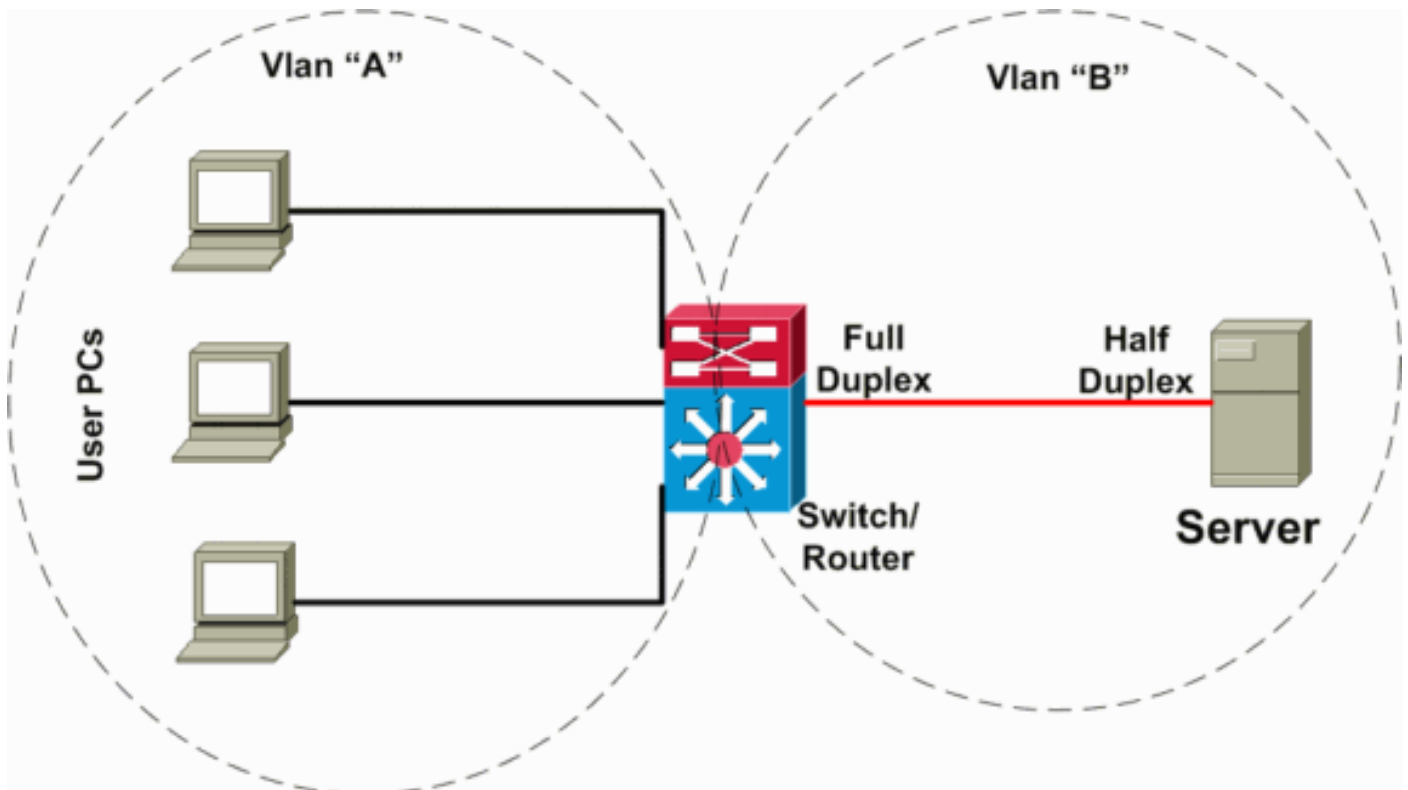 Vlan “A”
Vlan “B”
User PCs
Full
Duplex
Half
Duplex
Switch/
Router
Server